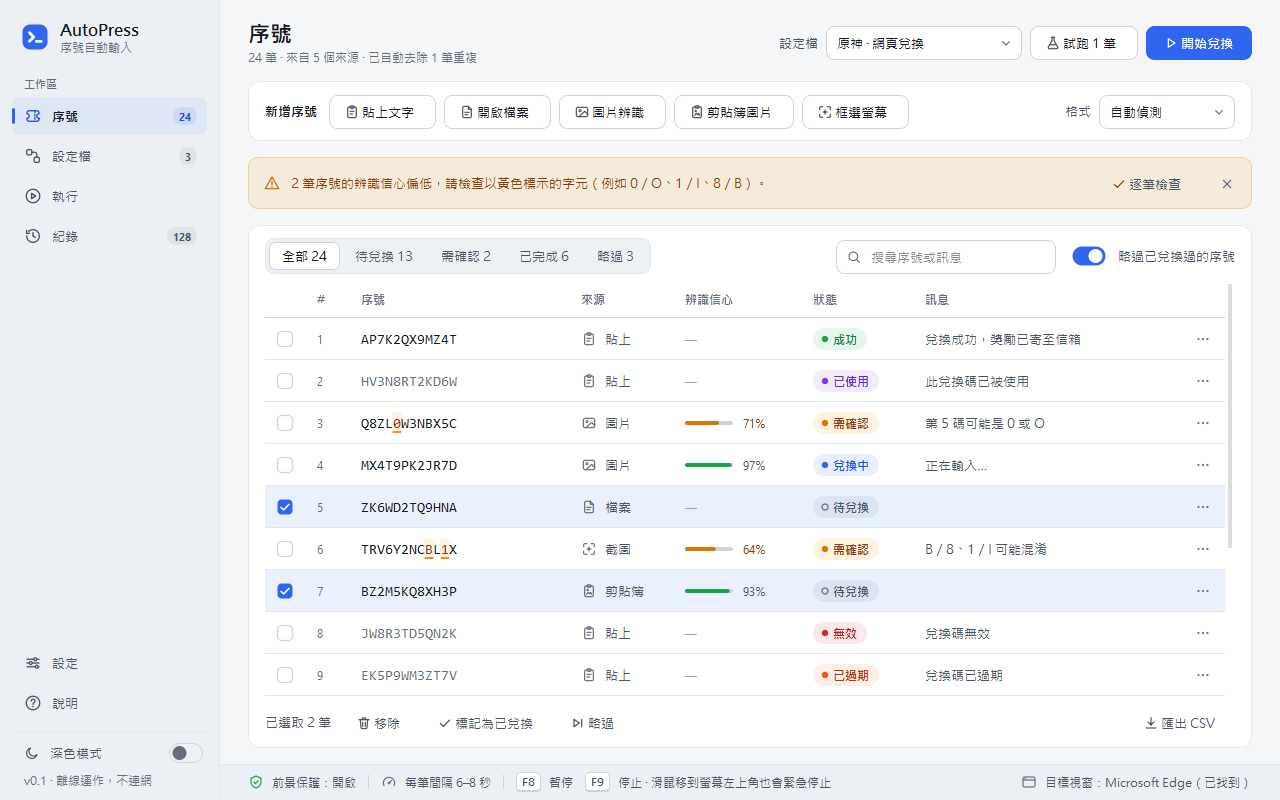 AutoPress
序號自動輸入
工作區
序號 24
設定檔 3
執行
紀錄 128
設定
說明
深色模式
v0.1 · 離線運作，不連網
序號
24 筆 · 來自 5 個來源 · 已自動去除 1 筆重複
設定檔 原神 · 網頁兌換 試跑 1 筆 開始兌換
新增序號 貼上文字 開啟檔案 圖片辨識 剪貼簿圖片 框選螢幕 格式 自動偵測
2 筆序號的辨識信心偏低，請檢查以黃色標示的字元（例如 0 / O、1 / I、8 / B）。 逐筆檢查
全部 24 待兌換 13 需確認 2 已完成 6 略過 3 搜尋序號或訊息 略過已兌換過的序號
# 序號 來源 辨識信心 狀態 訊息
1 AP7K2QX9MZ4T 貼上 — 成功 兌換成功，獎勵已寄至信箱
2 HV3N8RT2KD6W 貼上 — 已使用 此兌換碼已被使用
3 Q8ZL0W3NBX5C 圖片 71% 需確認 第 5 碼可能是 0 或 O
4 MX4T9PK2JR7D 圖片 97% 兌換中 正在輸入…
5 ZK6WD2TQ9HNA 檔案 — 待兌換
6 TRV6Y2NCBL1X 截圖 64% 需確認 B / 8、1 / I 可能混淆
7 BZ2M5KQ8XH3P 剪貼簿 93% 待兌換
8 JW8R3TD5QN2K 貼上 — 無效 兌換碼無效
9 EK5P9WM3ZT7V 貼上 — 已過期 兌換碼已過期
已選取 2 筆 移除 標記為已兌換 略過 匯出 CSV
前景保護：開啟 每筆間隔 6–8 秒 F8 暫停 F9 停止 · 滑鼠移到螢幕左上角也會緊急停止 目標視窗：Microsoft Edge（已找到）